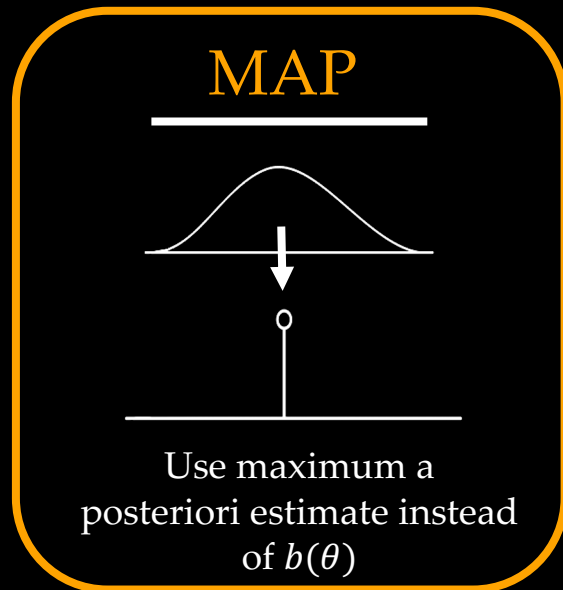 MAP
Use maximum a
posteriori estimate instead
of 𝑏(𝜃)